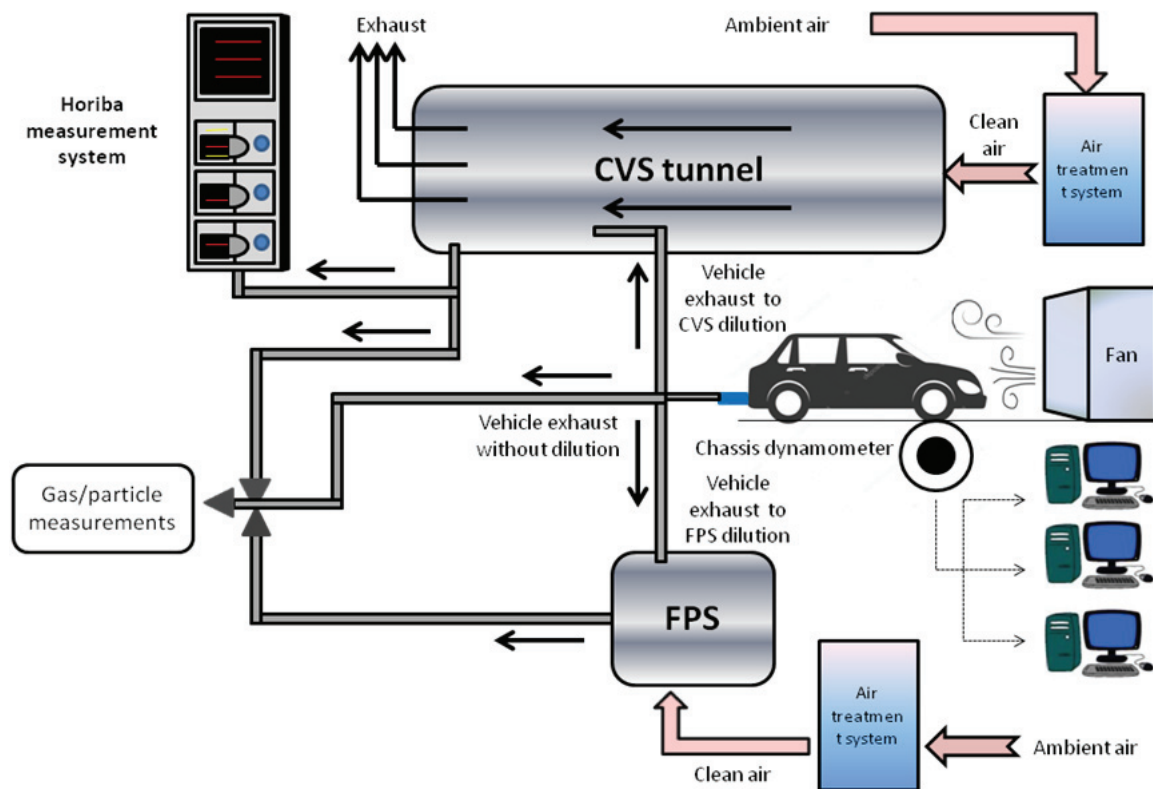 Exhaust
Ambient air
Horiba
measurement
system
CVS tunnel
Clean
air
Air
treatmen
t system
Vehicle
exhaust to
CVS dilution
Fan
Vehicle exhaust
without dilution
Chassis dynamometer
Gas/particle
measurements
Vehicle
exhaust to
FPS dilution
FPS
Air
treatmen
t system
Clean air
Ambient air